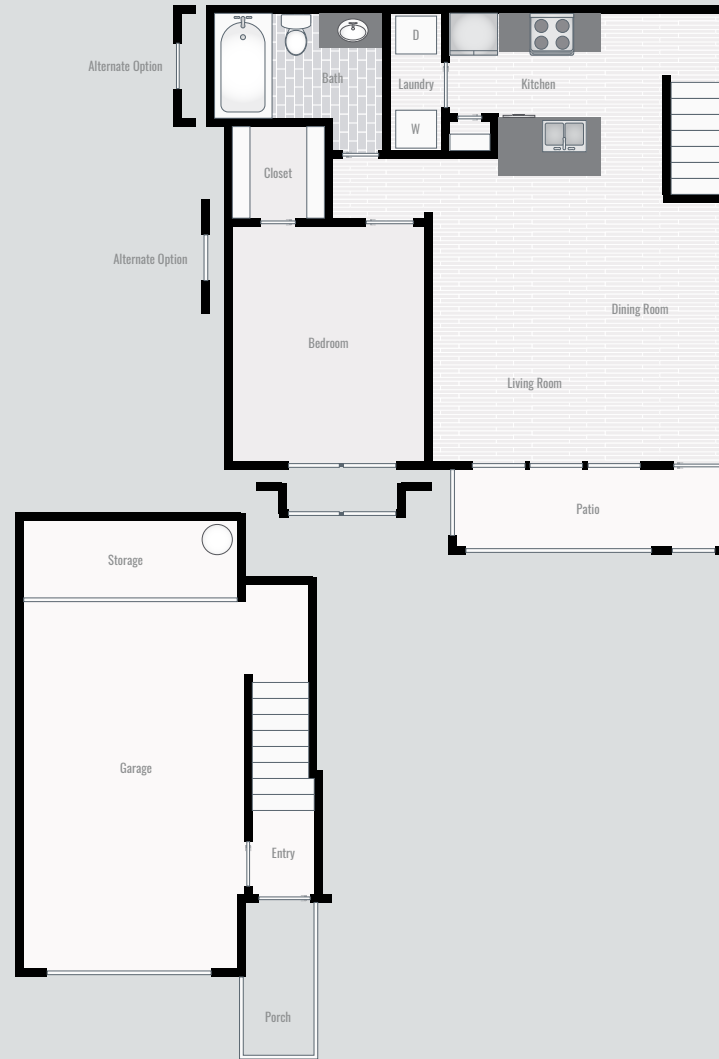 Alternate Option
Bath
D
Laundry
W
Kitchen
Closet
Alternate Option
Bedroom
Dining Room
Living Room
Patio
Storage
Garage
Entry
Porch